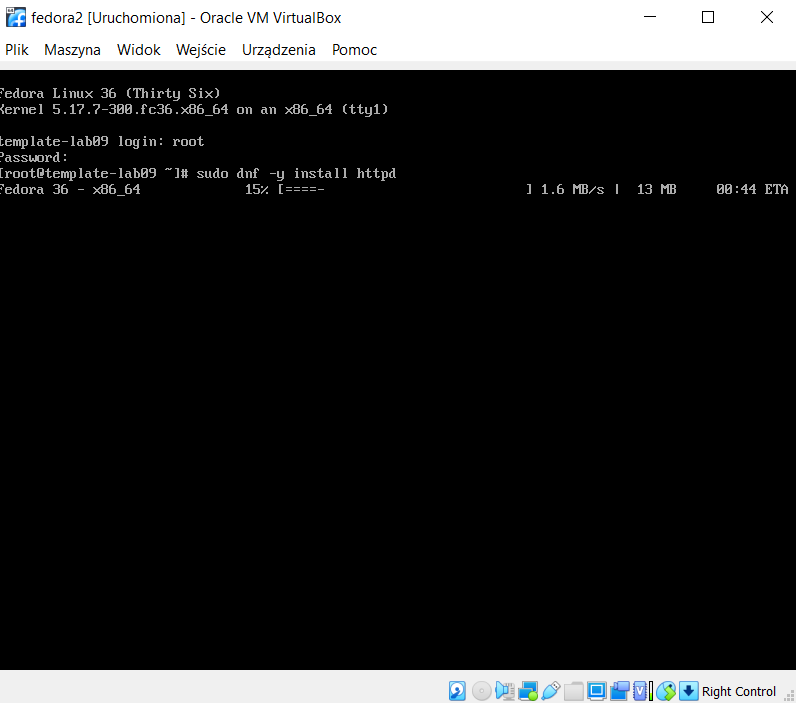 fedora2 [Uruchomiona] - Oracle VM VirtualBox
Plik Maszyna Widok Wejście Urządzenia Pomoc
Fedora Linux 36 (Thirty Six)
Kernel 5.17.7-300.fc36.x86_64 on an x86_64 (tty1)
template-lab09 login: root
Password:
[root@template-lab09 ~]# sudo dnf -y install httpd
Fedora 36 - x86_64 15% [====- ] 1.6 MB/s | 13 MB 00:44 ETA
Right Control